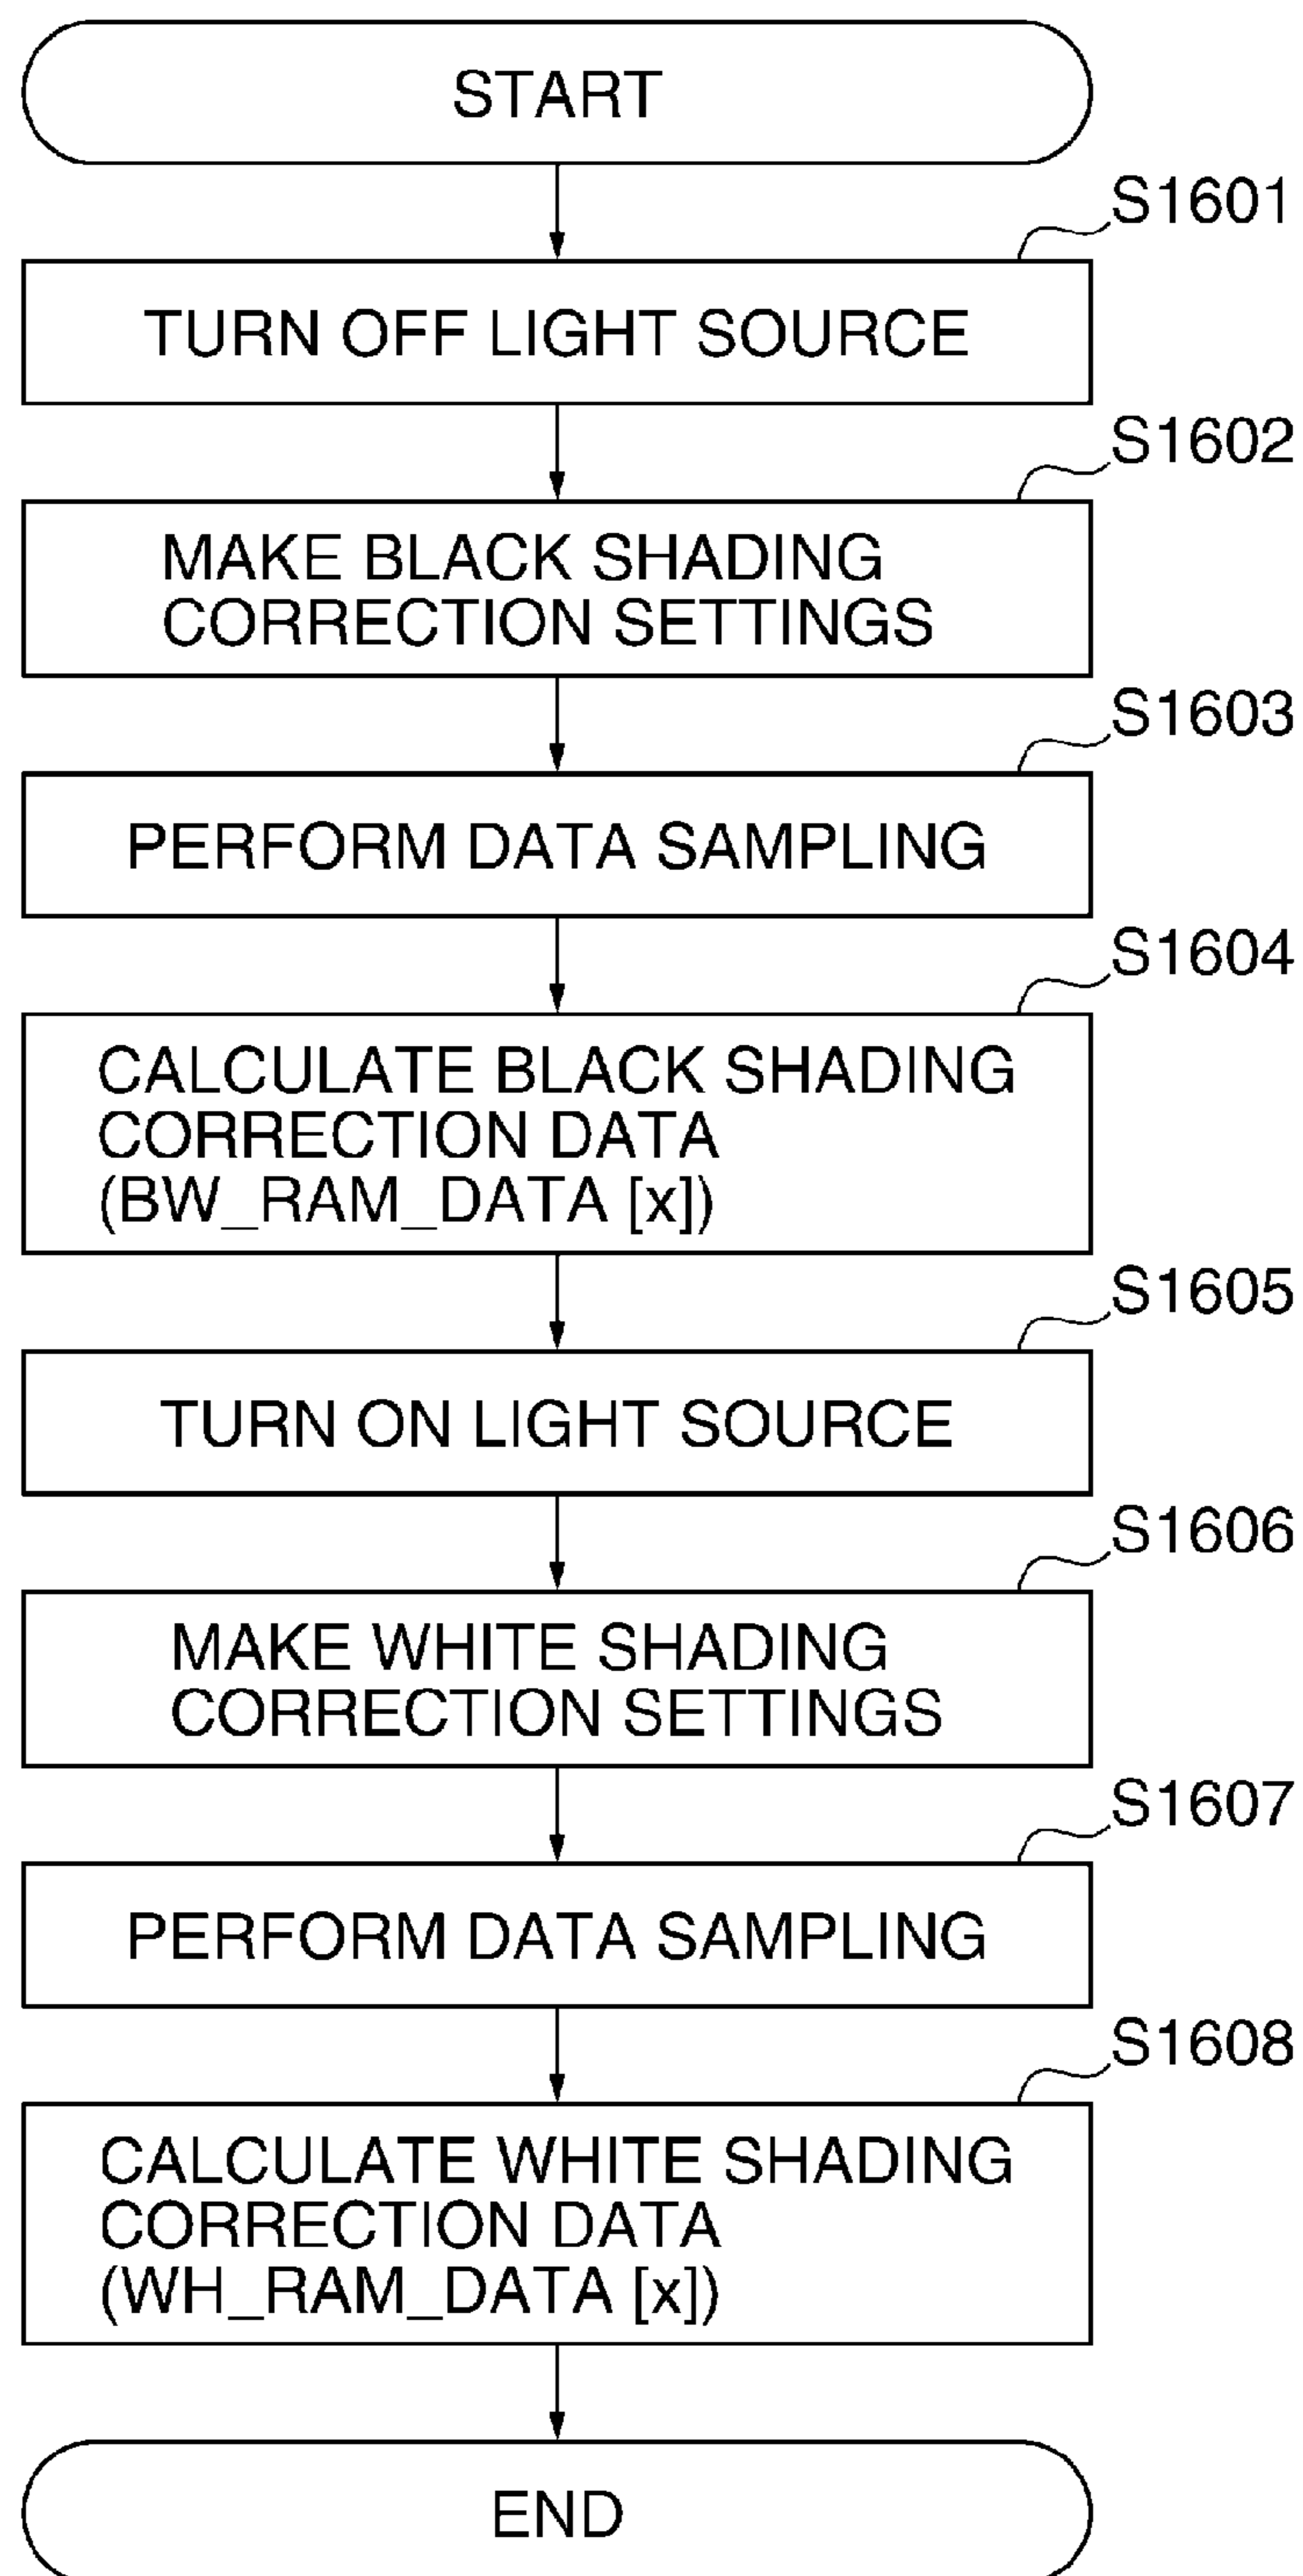 START
S1601
TURN OFF LIGHT SOURCE
S1602
MAKE BLACK SHADING
CORRECTION SETTINGS
S1603
PERFORM DATA SAMPLING
S1604
CALCULATE BLACK SHADING
CORRECTION DATA
(BW_RAM_DATA [x])
S1605
TURN ON LIGHT SOURCE
S1606
MAKE WHITE SHADING
CORRECTION SETTINGS
S1607
PERFORM DATA SAMPLING
S1608
CALCULATE WHITE SHADING
CORRECTION DATA
(WH_RAM_DATA [x])
END